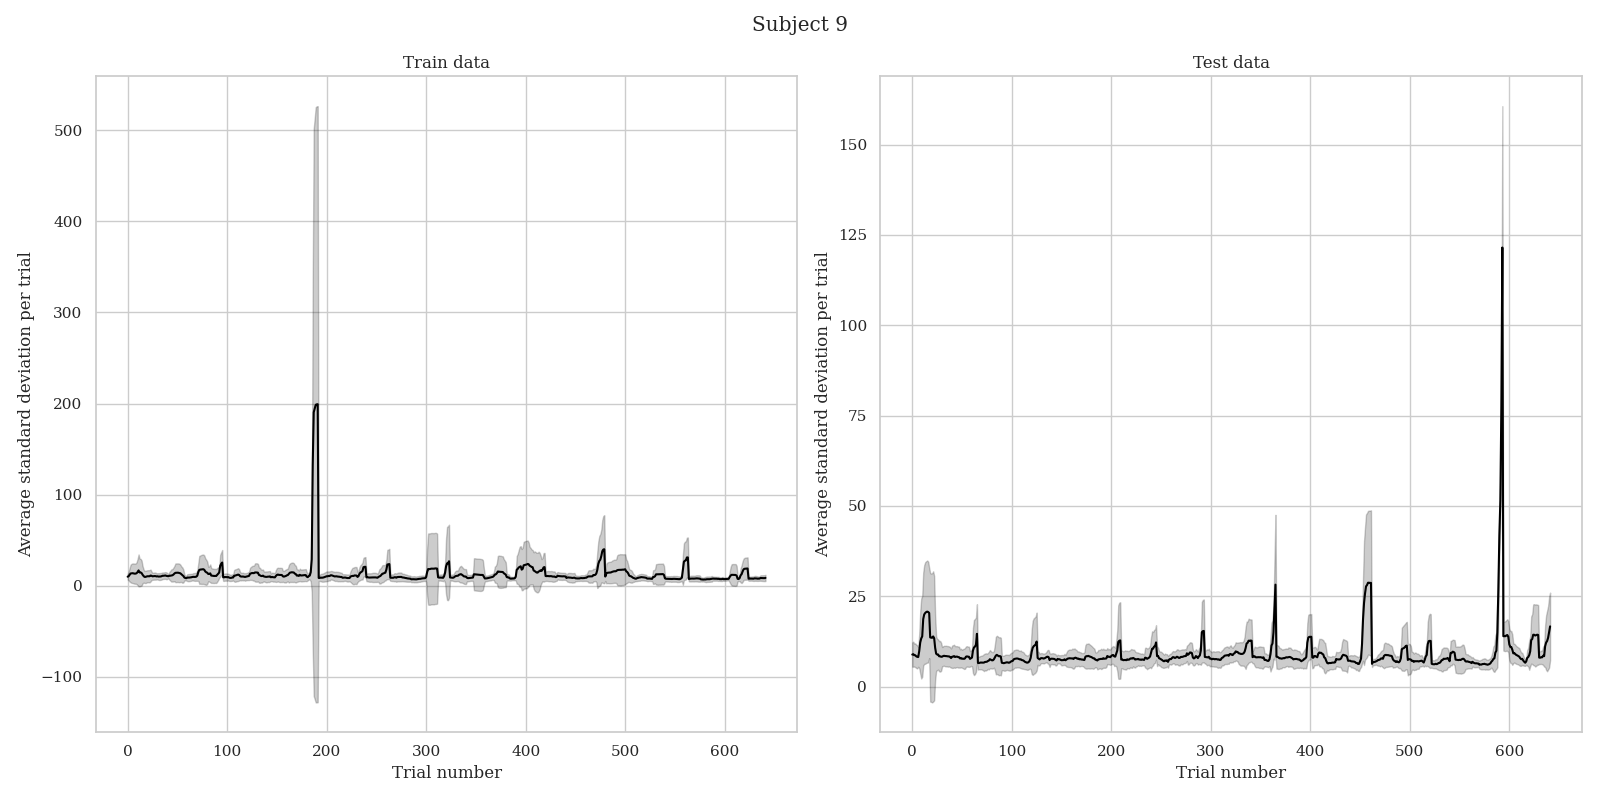 Subject 9
Train data
Average standard deviation per trial
500
400
300
200
100
0
−100
0 100 200 300 400 500 600
Trial number
Test data
Average standard deviation per trial
150
125
100
75
50
25
0
0 100 200 300 400 500 600
Trial number